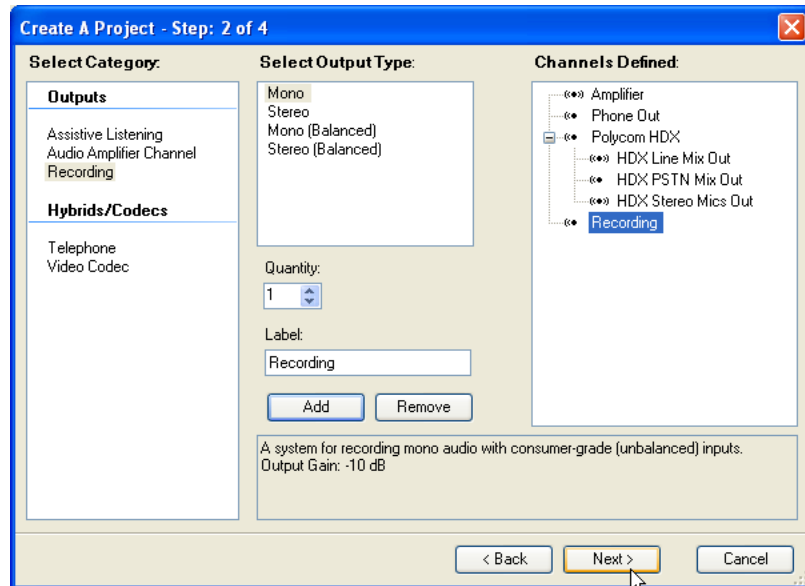 Create A Project - Step: 2 of 4
Select Category:
Outputs
Assistive Listening
Audio Amplifier Channel
Recording
Hybrids/Codecs
Telephone
Video Codec
Select Output Type:
Mono
Stereo
Mono (Balanced)
Stereo (Balanced)
Quantity:
1
Label:
Recording
Add
Remove
Channels Defined:
Amplifier
Phone Out
Polycom HDX
HDX Line Mix Out
HDX PSTN Mix Out
HDX Stereo Mics Out
Recording
A system for recording mono audio with consumer-grade (unbalanced) inputs.
Output Gain: -10 dB
< Back
Next >
Cancel